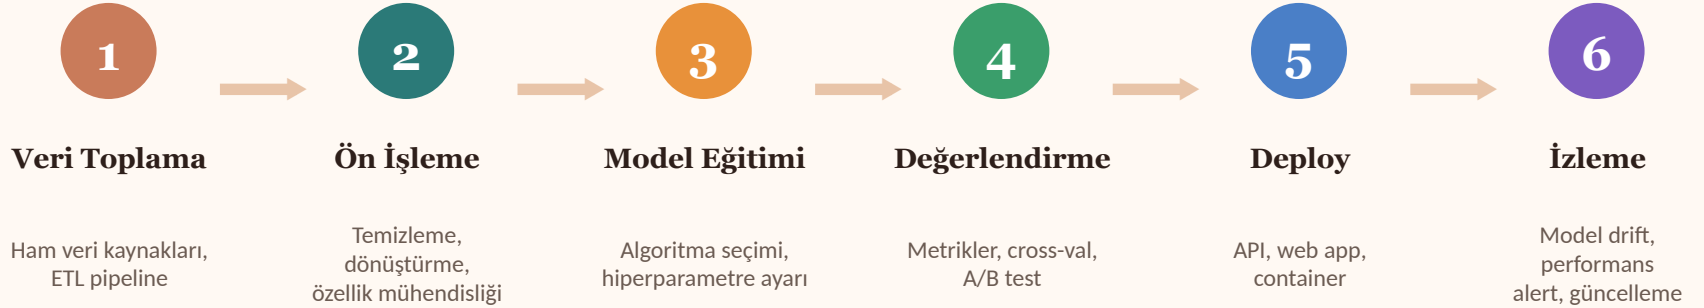 1
Veri Toplama
Ham veri kaynakları,
ETL pipeline
2
Ön İşleme
Temizleme,
dönüştürme,
özellik mühendisliği
3
Model Eğitimi
Algoritma seçimi,
hiperparametre ayarı
4
Değerlendirme
Metrikler, cross-val,
A/B test
5
Deploy
API, web app,
container
6
İzleme
Model drift,
performans
alert, güncelleme